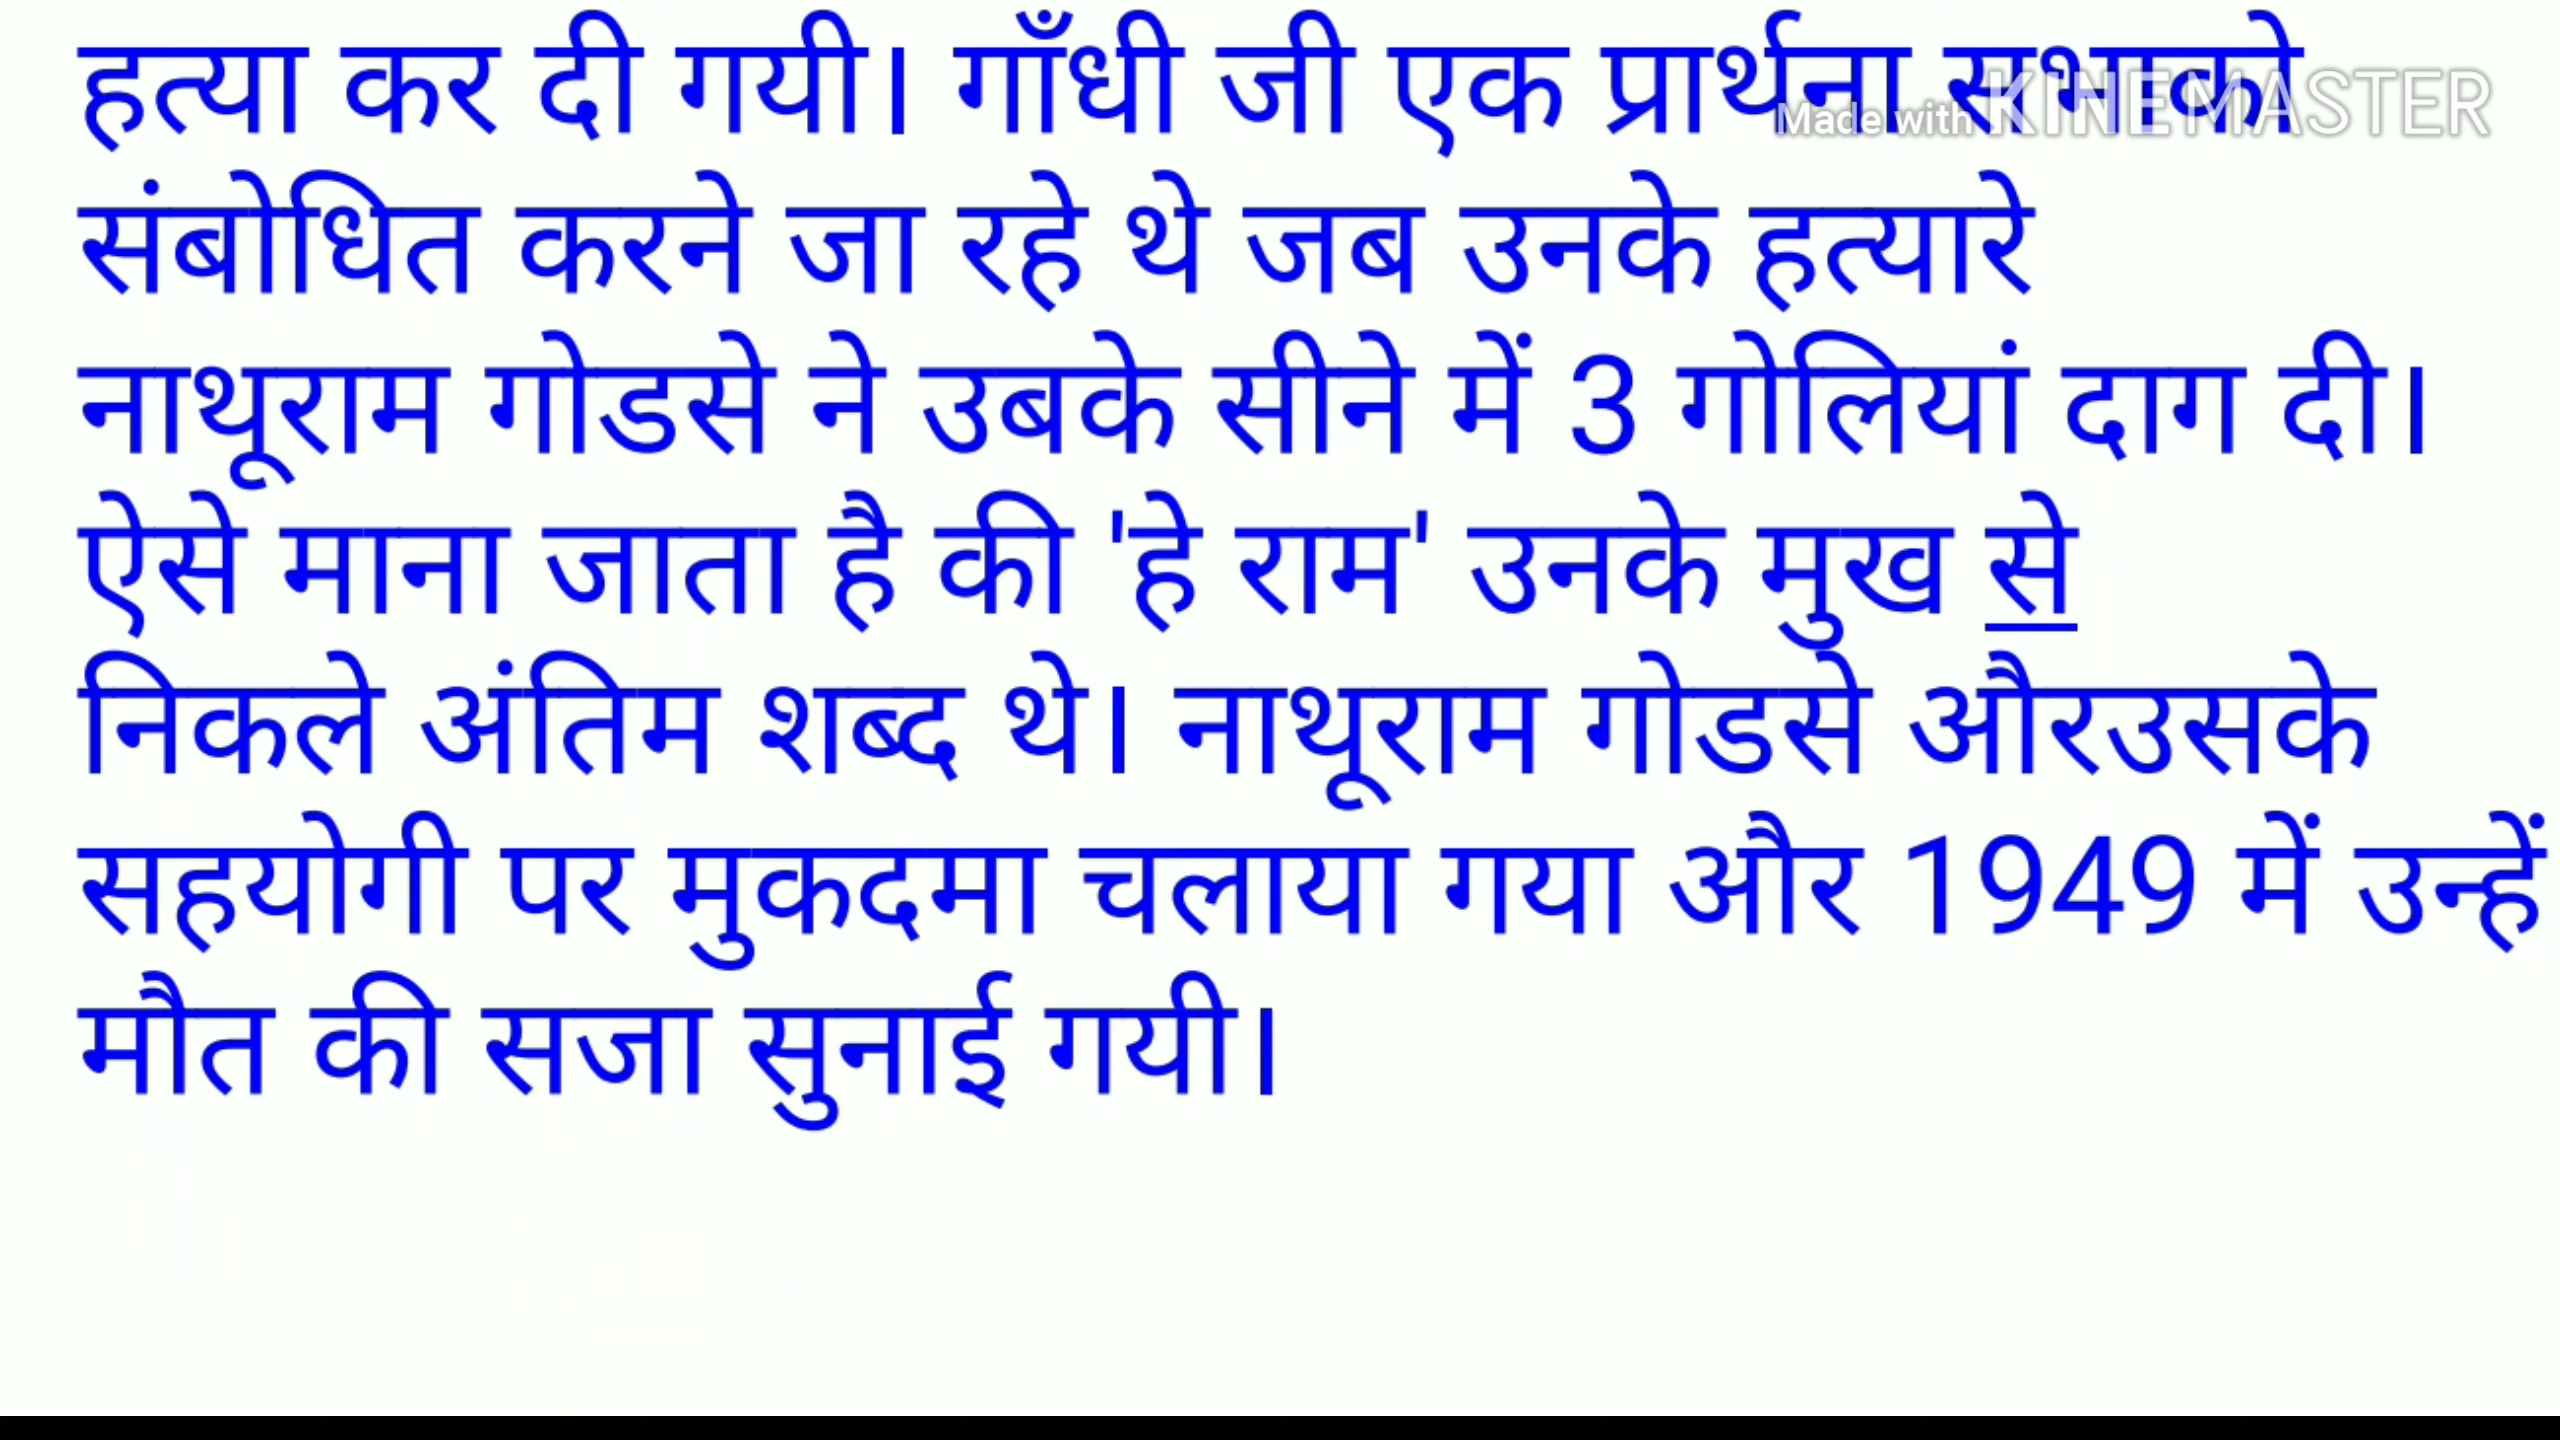 हत्या कर दी गयी। गाँधी जी एक प्रार्थना सभाको
Made with KINEMASTER
संबोधित करने जा रहे थे जब उनके हत्यारे
नाथूराम गोडसे ने उबके सीने में 3 गोलियां दाग दी।
ऐसे माना जाता है की 'हे राम' उनके मुख से
निकले अंतिम शब्द थे। नाथूराम गोडसे औरउसके
सहयोगी पर मुकदमा चलाया गया और 1949 में उन्हें
मौत की सजा सुनाई गयी।